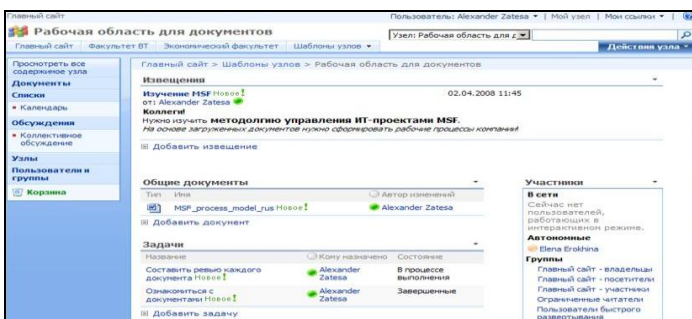 Главный сайт
Пользователь: Alexander Zatesa
Мой узел
Мои ссылки
Рабочая область для документов
Узел: Рабочая область для д
Главный сайт
Факультет ВТ
Экономический факультет
Шаблоны узлов
Действия узла
Просмотреть все
содержимое узла
Документы
Списки
Календарь
Обсуждения
Коллективное
обсуждение
Узлы
Пользователи и
группы
Корзина
Главный сайт > Шаблоны узлов > Рабочая область для документов
Извещения
Изучение MSF Новое!
02.04.2008 11:45
от: Alexander Zatesa
Коллеги!
Нужно изучить методолгию управления ИТ-проектами MSF.
На основе загруженных документов нужно сформировать рабочие процессы компании!
Добавить извещение
Общие документы
Тип Имя Автор изменений
MSF_process_model_rus Новое! Alexander Zatesa
Добавить документ
Задачи
Название Кому назначено Состояние
Составить ревью каждого
документа Новое!
Alexander
Zatesa
В процессе
выполнения
Ознакомиться с
документами Новое!
Alexander
Zatesa
Завершенные
Добавить задачу
Участники
В сети
Сейчас нет
пользователей,
работающих в
интерактивном режиме.
Автономные
Elena Erokhina
Группы
Главный сайт - владельцы
Главный сайт - посетители
Главный сайт - участники
Ограниченные читатели
Пользователи быстрого
развертывания